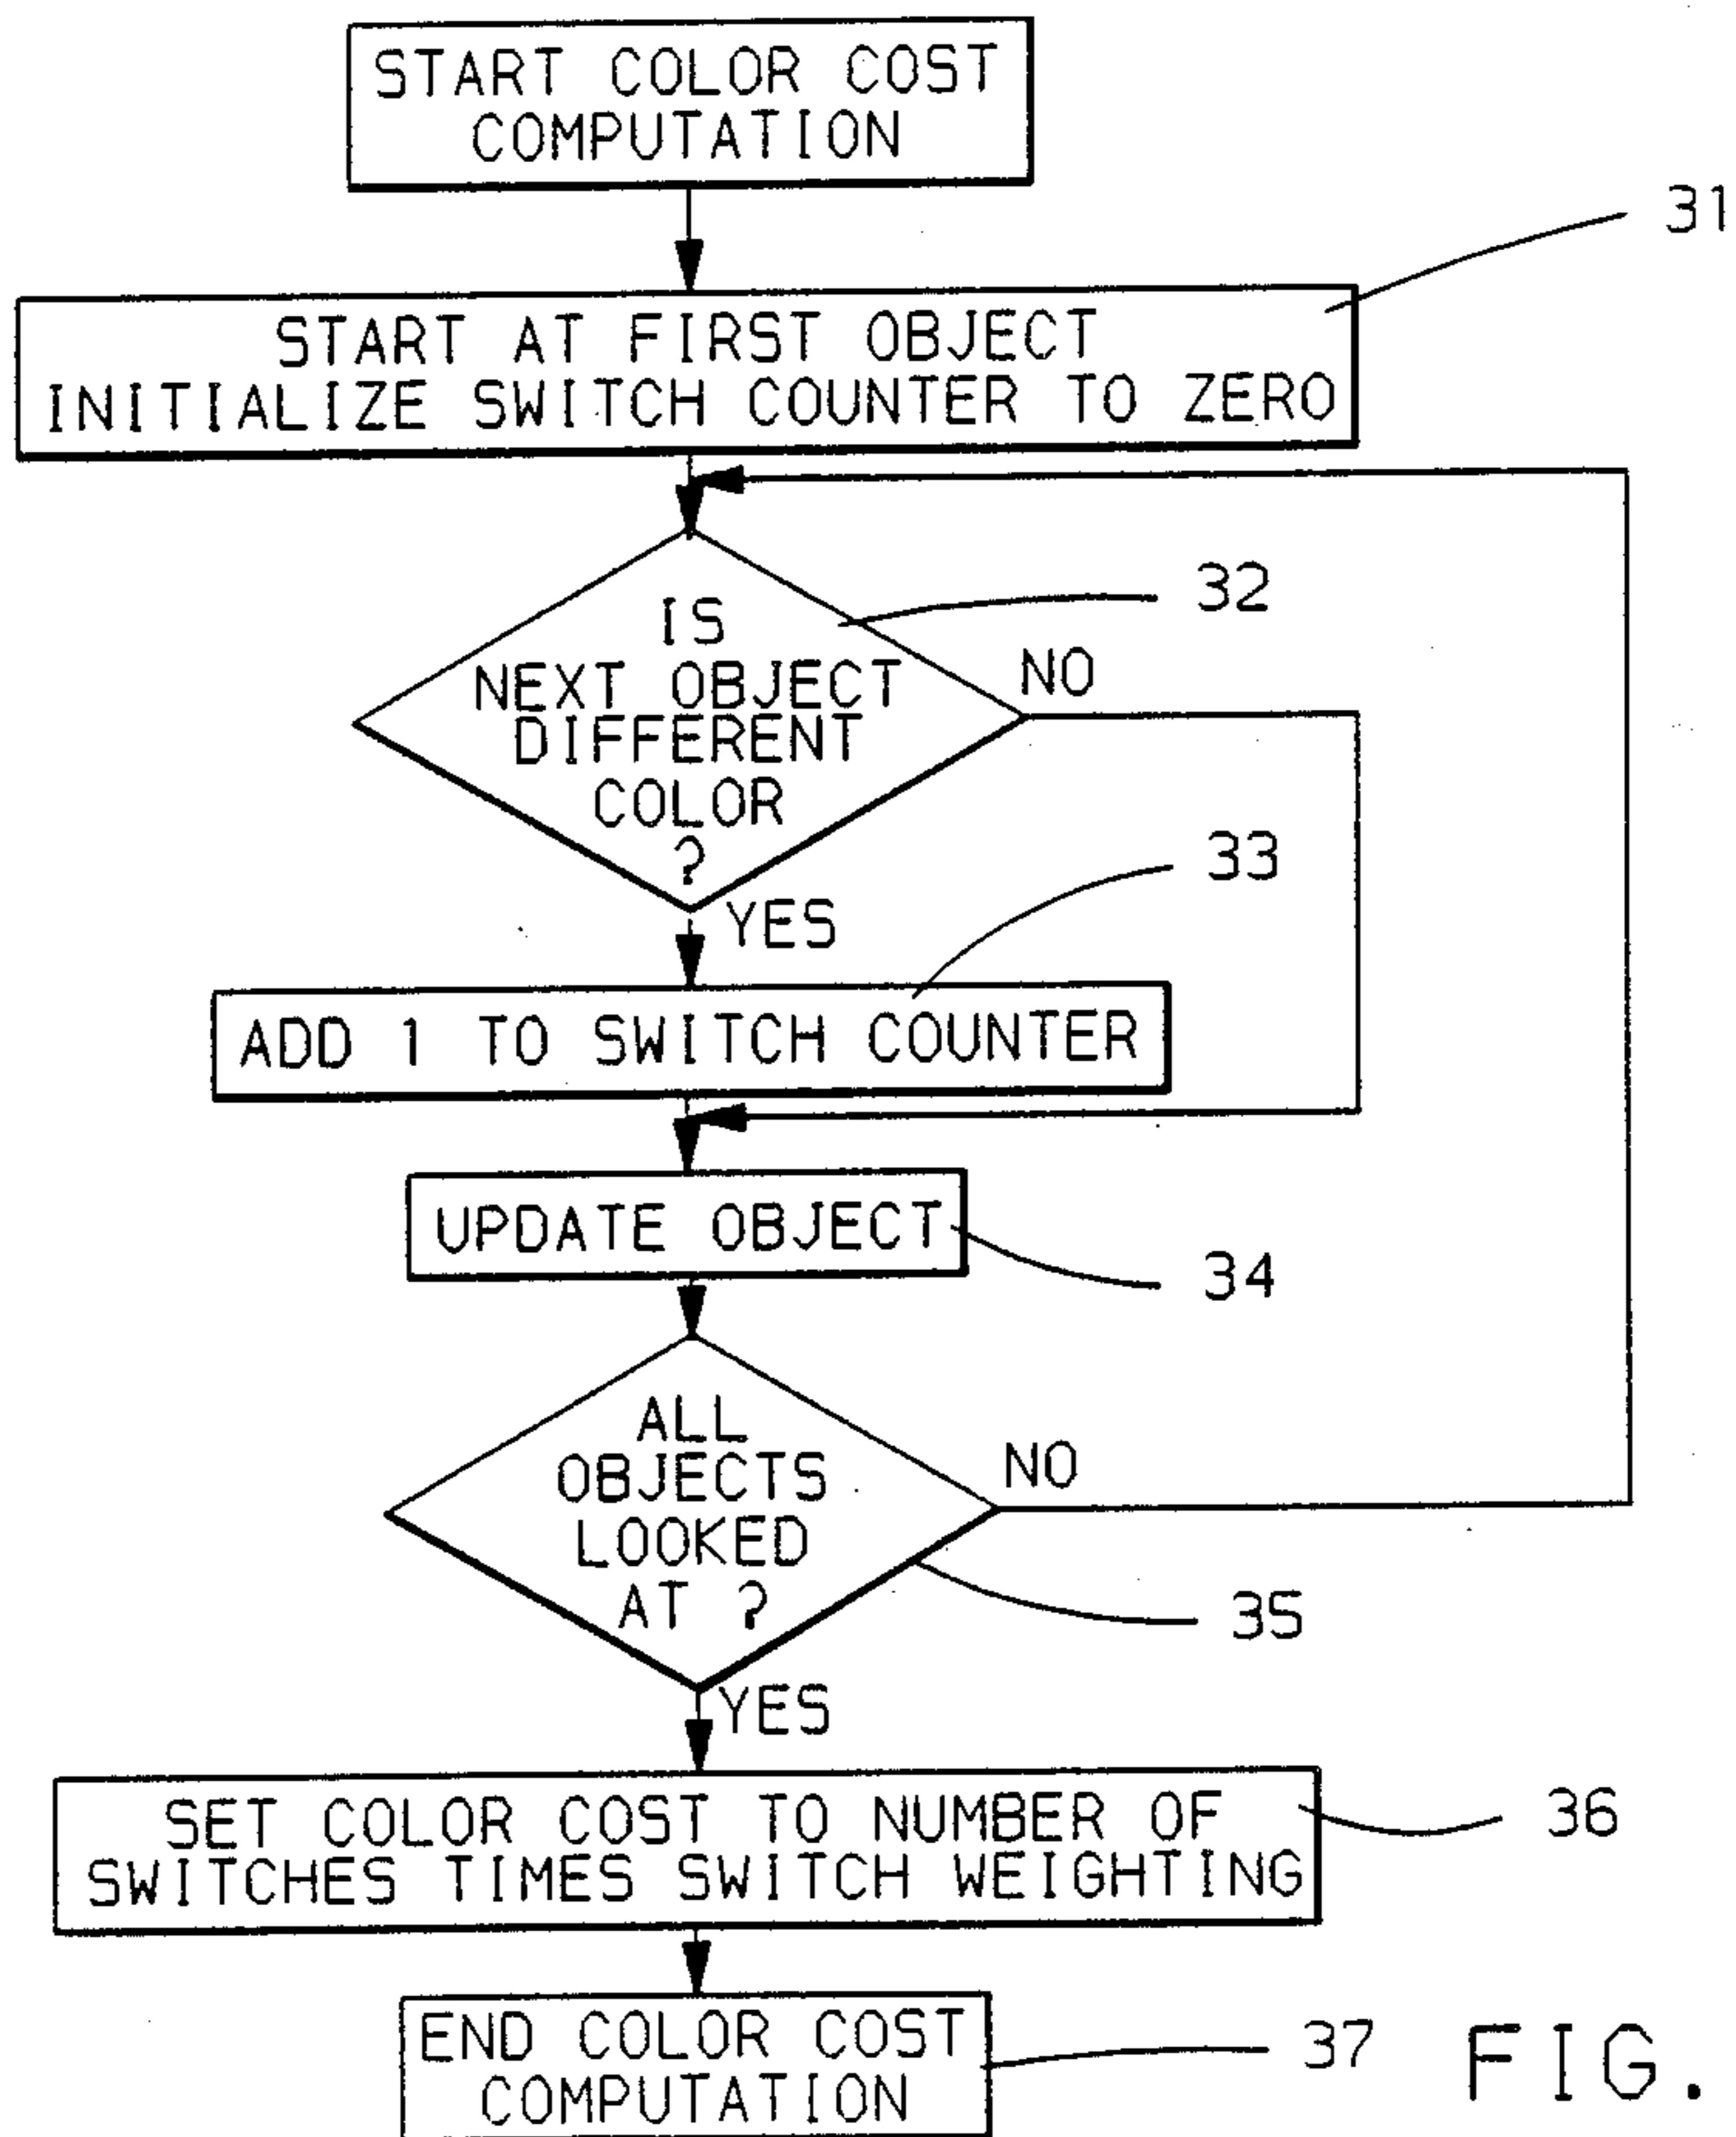 START COLOR COST
COMPUTATION
31
START AT FIRST OBJECT
INITIALIZE SWITCH COUNTER TO ZERO
32
IS
NEXT OBJECT
DIFFERENT
COLOR
?
NO
33
YES
ADD 1 TO SWITCH COUNTER
UPDATE OBJECT
34
ALL
OBJECTS
LOOKED
AT ?
NO
35
YES
SET COLOR COST TO NUMBER OF
SWITCHES TIMES SWITCH WEIGHTING
36
END COLOR COST
COMPUTATION
37
FIG.